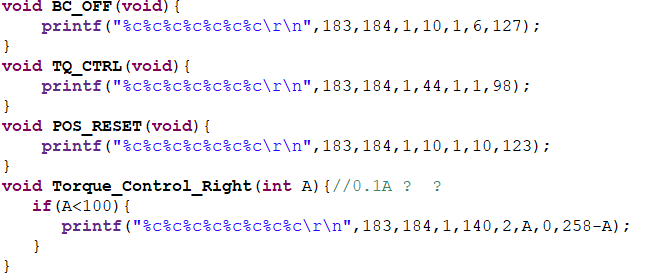 void BC_OFF(void){
printf("%c%c%c%c%c%c%c\r\n",183,184,1,10,1,6,127);
}
void TQ_CTRL(void){
printf("%c%c%c%c%c%c%c\r\n",183,184,1,44,1,1,98);
}
void POS_RESET(void){
printf("%c%c%c%c%c%c%c\r\n",183,184,1,10,1,10,123);
}
void Torque_Control_Right(int A){//0.1A ?  ?
if(A<100){
printf("%c%c%c%c%c%c%c%c\r\n",183,184,1,140,2,A,0,258-A);
}
}